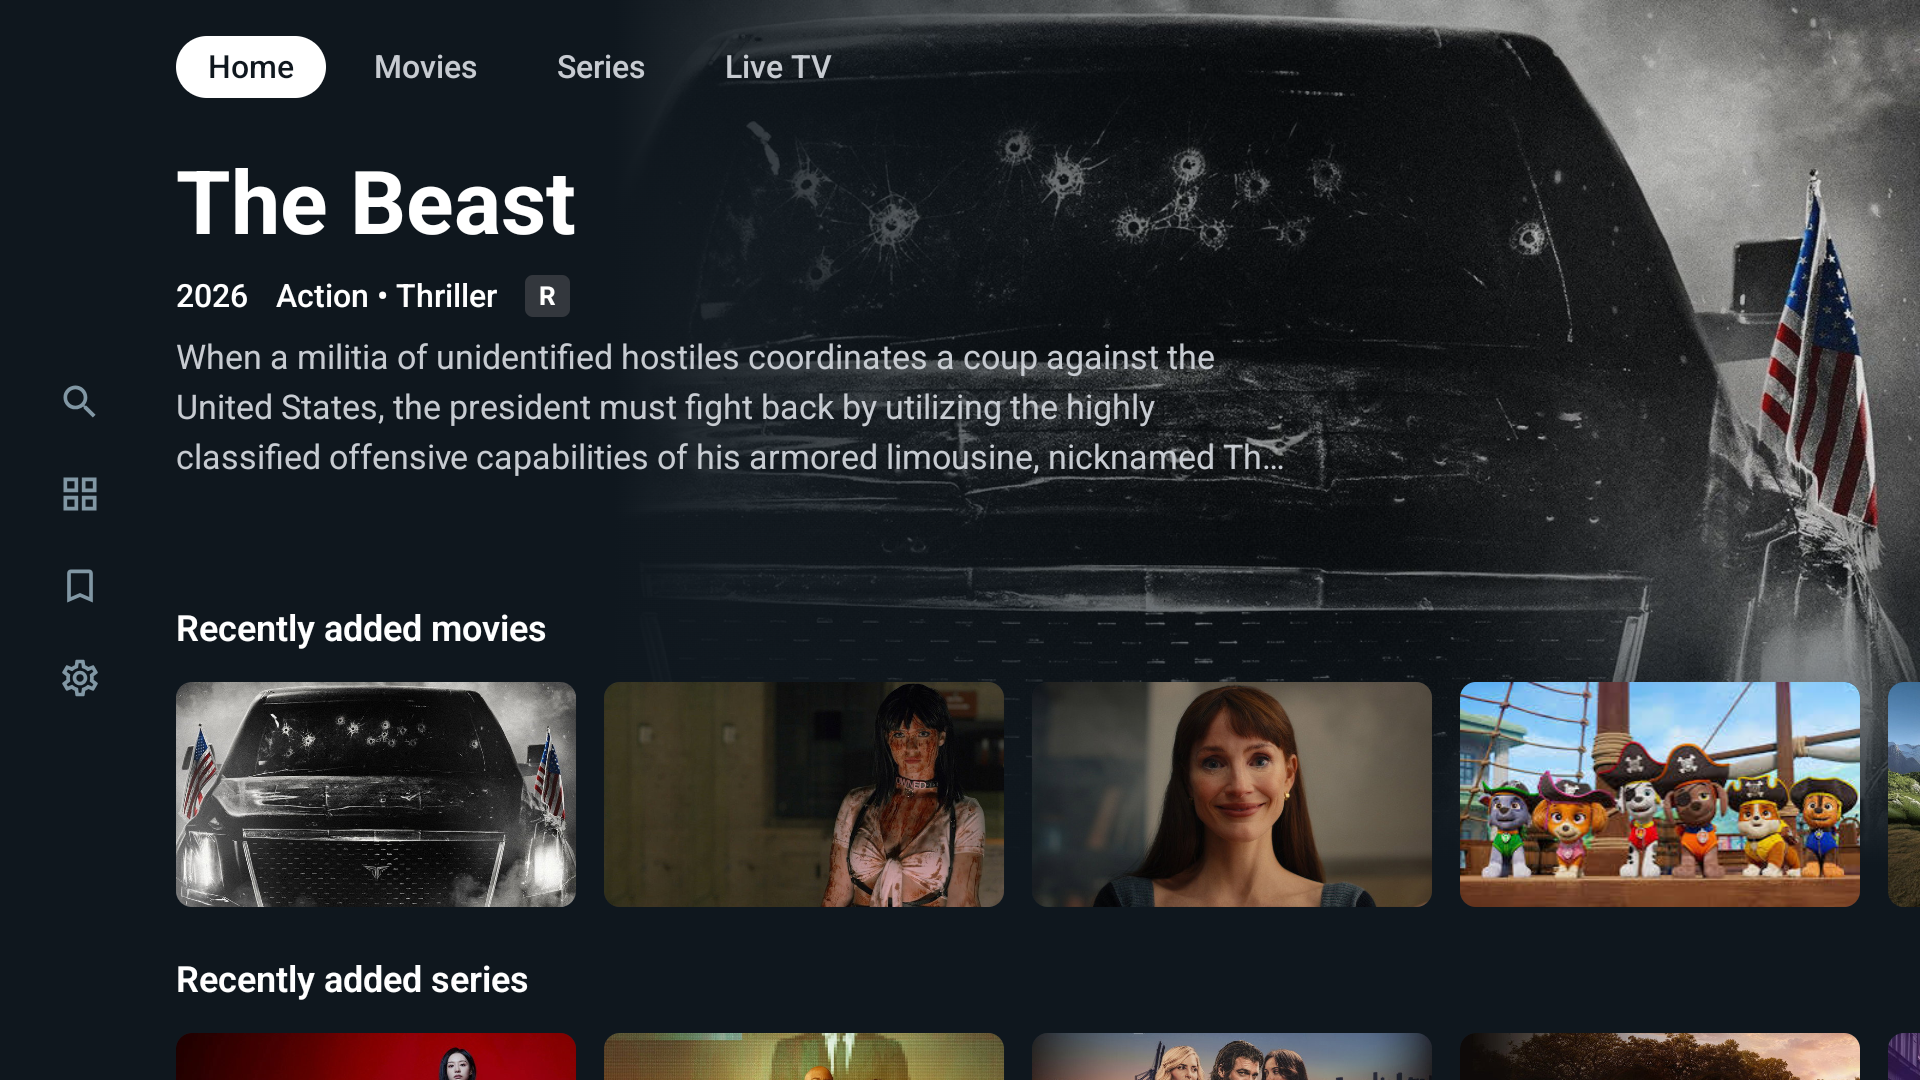 Home
Movies
Series
Live TV
The Beast
2026 Action • Thriller R
When a militia of unidentified hostiles coordinates a coup against the
United States, the president must fight back by utilizing the highly
classified offensive capabilities of his armored limousine, nicknamed Th...
Recently added movies
OWNED
Recently added series